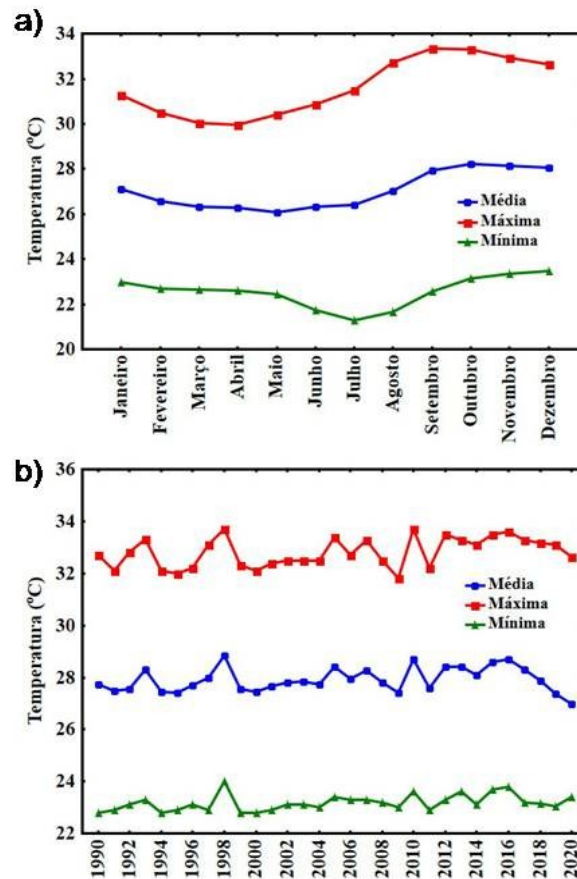 a)
34
32
30
28
26
24
22
20
Temperatura (ºC)
Média
Máxima
Mínima
Janeiro
Fevereiro
Março
Abril
Maio
Junho
Julho
Agosto
Setembro
Outubro
Novembro
Dezembro
b)
36
34
32
30
28
26
24
22
Temperatura (ºC)
Média
Máxima
Mínima
1990
1992
1994
1996
1998
2000
2002
2004
2006
2008
2010
2012
2014
2016
2018
2020